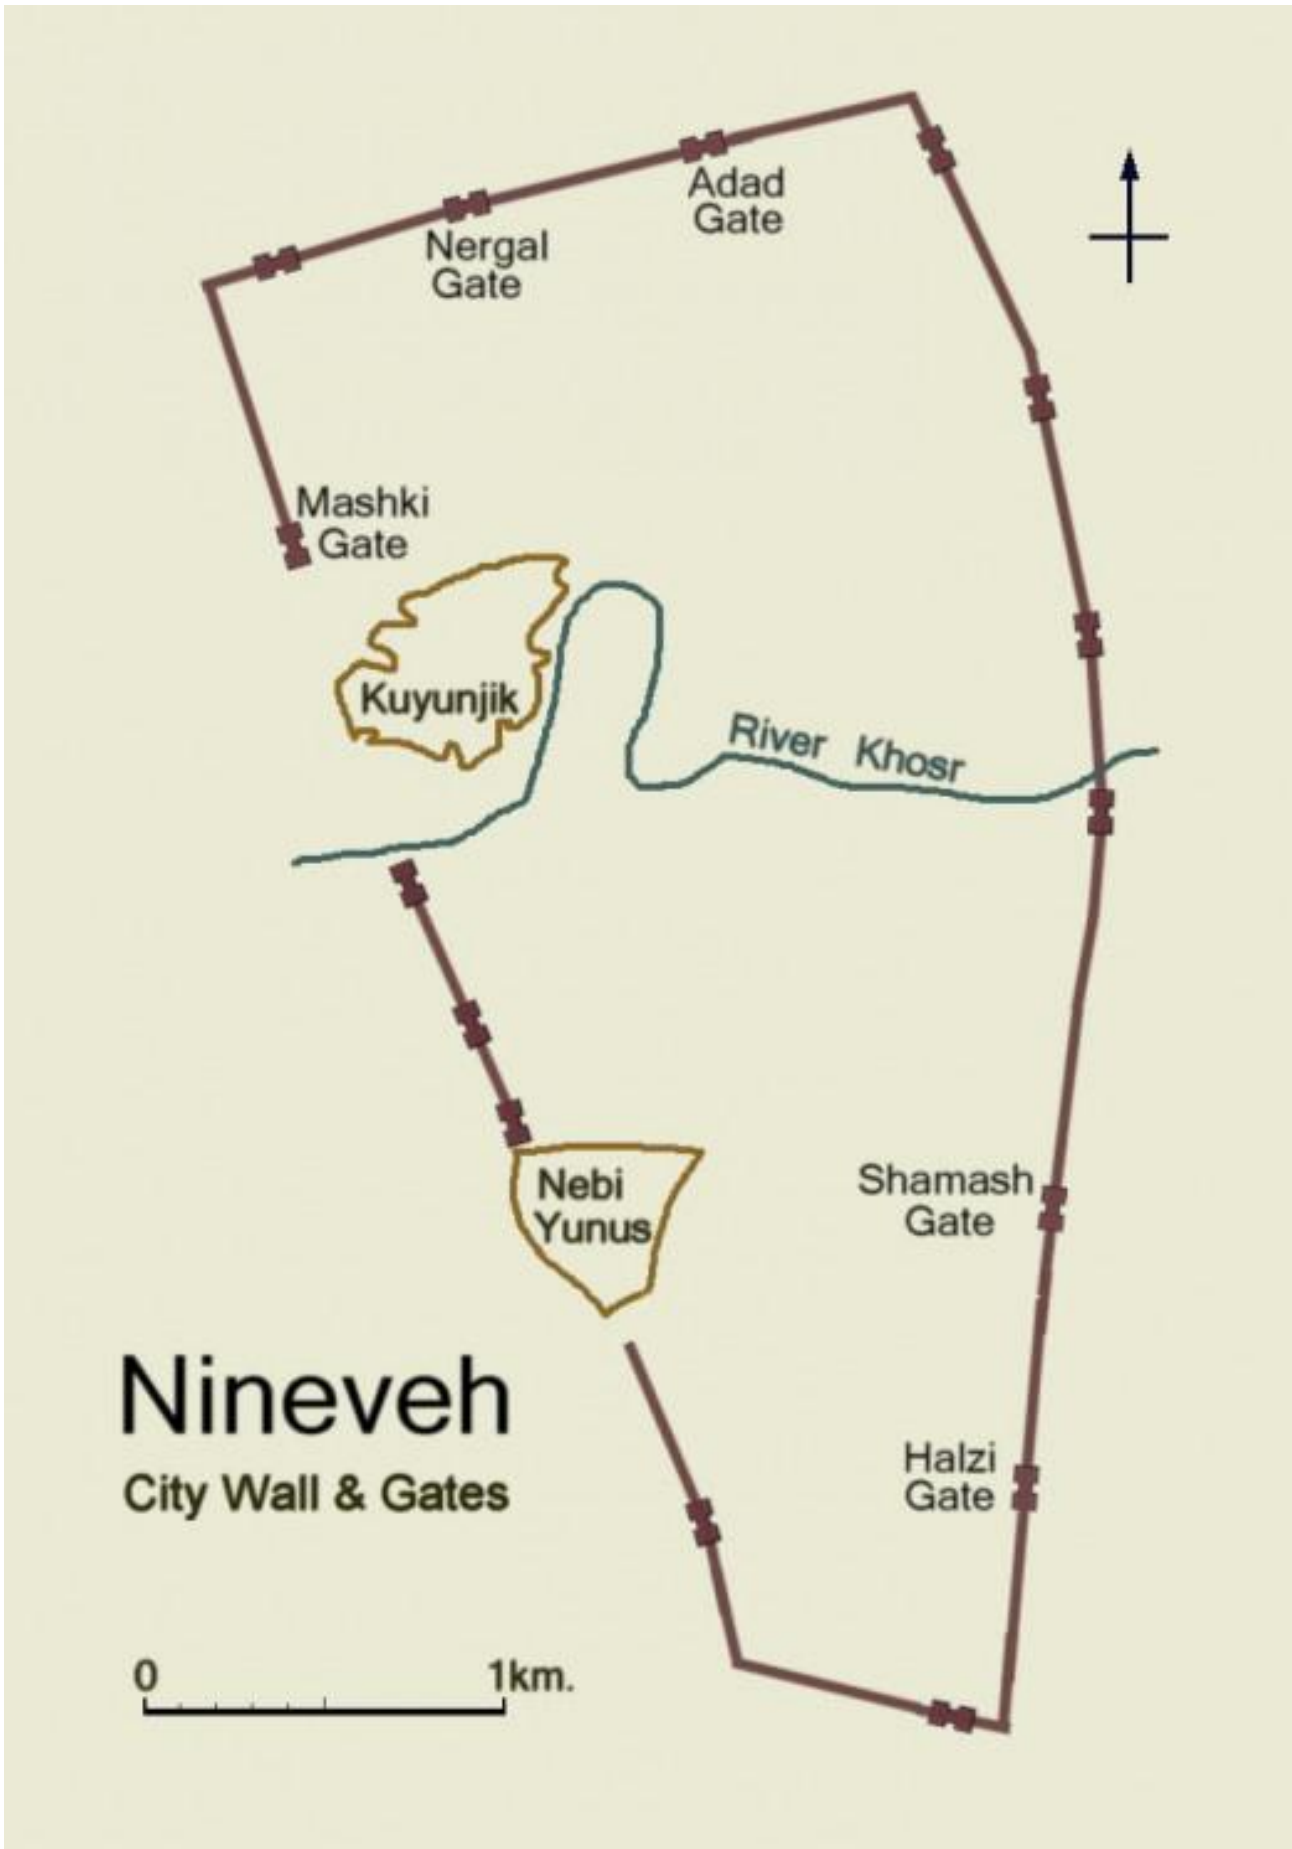 Adad
Gate
Nergal
Gate
Mashki
Gate
Kuyunjik
River Khosr
Nebi
Yunus
Shamash
Gate
Nineveh
City Wall & Gates
Halzi
Gate
0 1km.